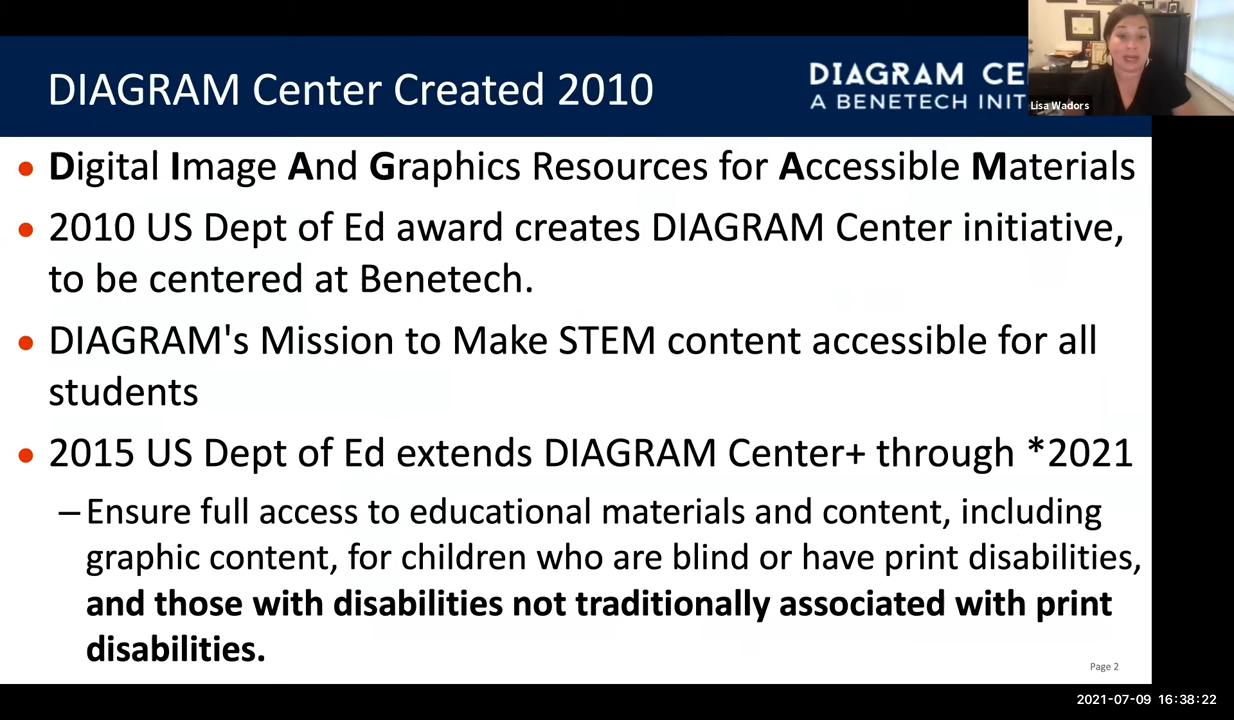 DIAGRAM Center Created 2010
DIAGRAM CE
A BENETECH INIT
Lisa Wadors
• Digital Image And Graphics Resources for Accessible Materials
• 2010 US Dept of Ed award creates DIAGRAM Center initiative,
to be centered at Benetech.
• DIAGRAM's Mission to Make STEM content accessible for all
students
• 2015 US Dept of Ed extends DIAGRAM Center+ through *2021
– Ensure full access to educational materials and content, including
graphic content, for children who are blind or have print disabilities,
and those with disabilities not traditionally associated with print
disabilities.
Page 2
2021-07-09 16:38:22